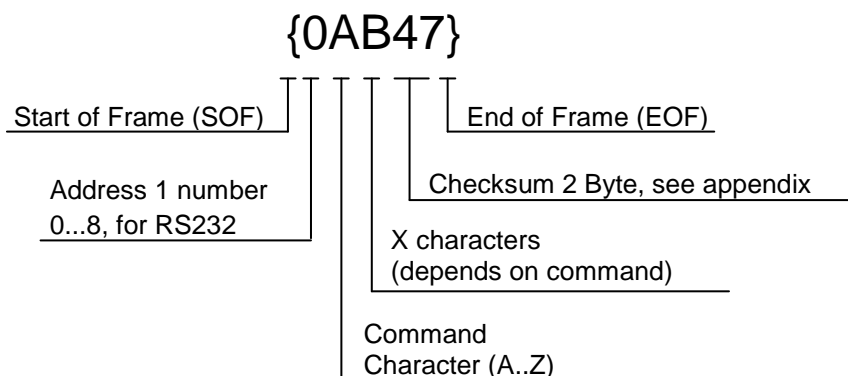 {0AB47}
Start of Frame (SOF)
End of Frame (EOF)
Address 1 number
0...8, for RS232
Checksum 2 Byte, see appendix
X characters
(depends on command)
Command
Character (A..Z)